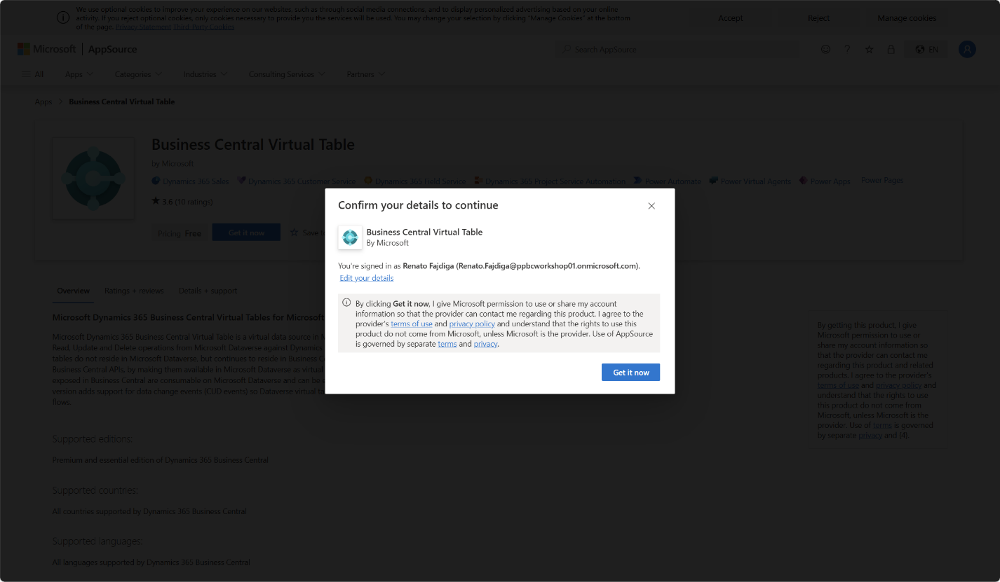 We use optional cookies to improve your experience on our websites, such as through social media connections, and to display personalized advertising based on your online
activity. If you reject optional cookies, only cookies necessary to provide you the services will be used. You may change your selection by clicking "Manage Cookies" at the bottom
of the page. Privacy Statement Third-Party Cookies
Accept
Reject
Manage cookies
Microsoft | AppSource
Search AppSource
EN
All
Apps
Categories
Industries
Consulting Services
Partners
Apps > Business Central Virtual Table
Business Central Virtual Table
by Microsoft
Dynamics 365 Sales
Dynamics 365 Customer Service
Dynamics 365 Field Service
Dynamics 365 Project Service Automation
Power Automate
Power Virtual Agents
Power Apps
Power Pages
3.6 (10 ratings)
Pricing Free
Get it now
Save to
Confirm your details to continue
Business Central Virtual Table
By Microsoft
You're signed in as Renato Fajdiga (Renato.Fajdiga@ppbcworkshop01.onmicrosoft.com).
Edit your details
By clicking Get it now, I give Microsoft permission to use or share my account
information so that the provider can contact me regarding this product. I agree to the
provider's terms of use and privacy policy and understand that the rights to use this
product do not come from Microsoft, unless Microsoft is the provider. Use of AppSource
is governed by separate terms and privacy.
Get it now
Overview
Ratings + reviews
Details + support
Microsoft Dynamics 365 Business Central Virtual Tables for Microsoft
Microsoft Dynamics 365 Business Central Virtual Table is a virtual data source in M
Read, Update and Delete operations from Microsoft Dataverse against Dynamics
tables do not reside in Microsoft Dataverse, but continues to reside in Business C
Business Central APIs, by making them available in Microsoft Dataverse as virtual
exposed in Business Central are consumable on Microsoft Dataverse and can be
version adds support for data change events (CUD events) so Dataverse virtual ta
flows.
Supported editions:
Premium and essential edition of Dynamics 365 Business Central
Supported countries:
All countries supported by Dynamics 365 Business Central
Supported languages:
All languages supported by Dynamics 365 Business Central
By getting this product, I give
Microsoft permission to use or
share my account information so
that the provider can contact me
regarding this product and related
products. I agree to the provider's
terms of use and privacy policy and
understand that the rights to use
this product do not come from
Microsoft, unless Microsoft is the
provider. Use of terms is governed
by separate privacy and {4}.